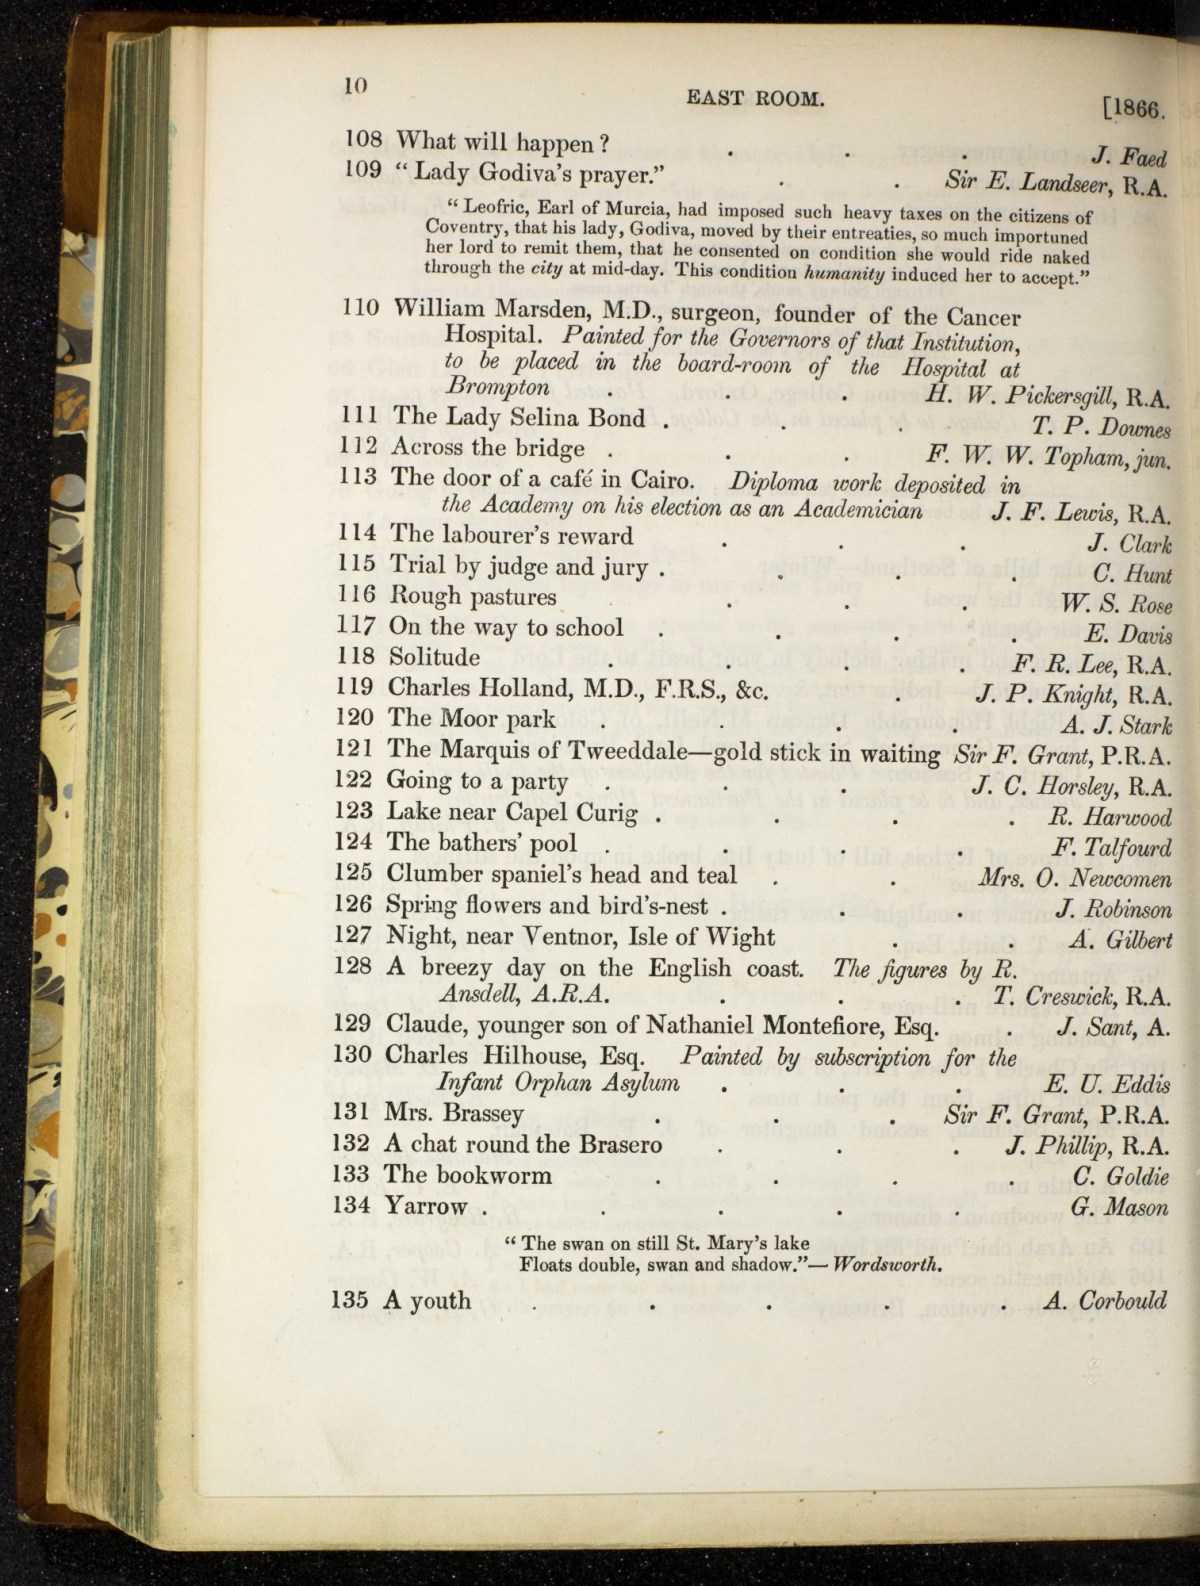 10
EAST ROOM.
[1866.
108 What will happen ? . . . J. Faed
109 “ Lady Godiva’s prayer.” . . Sir E. Landseer, R.A.
“ Leofric, Earl of Murcia, had imposed such heavy taxes on the citizens of
Coventry, that his lady, Godiva, moved by their entreaties, so much importuned
her lord to remit them, that he consented on condition she would ride naked
through the city at mid-day. This condition humanity induced her to accept.”
110 William Marsden, M.D., surgeon, founder of the Cancer
Hospital. Painted for the Governors of that Institution,
to be placed in the board-room of the Hospital at
Brompton . . . H. W. Pickersgill, R.A.
111 The Lady Selina Bond . . T. P. Downes
112 Across the bridge . . . F. W. W. Topham, jun.
113 The door of a café in Cairo. Diploma work deposited in
the Academy on his election as an Academician J. F. Lewis, R.A.
114 The labourer’s reward . . . J. Clark
115 Trial by judge and jury . . . . C. Hunt
116 Rough pastures . . . W. S. Rose
117 On the way to school . . . . E. Davis
118 Solitude . . . . F. R. Lee, R.A.
119 Charles Holland, M.D., F.R.S., &c. . J. P. Knight, R.A.
120 The Moor park . . . . A. J. Stark
121 The Marquis of Tweeddale—gold stick in waiting Sir F. Grant, P.R.A.
122 Going to a party . . . J. C. Horsley, R.A.
123 Lake near Capel Curig . . . . R. Harwood
124 The bathers’ pool . . . . F. Talfourd
125 Clumber spaniel’s head and teal . . Mrs. O. Newcomen
126 Spring flowers and bird’s-nest . . . J. Robinson
127 Night, near Ventnor, Isle of Wight . . A. Gilbert
128 A breezy day on the English coast. The figures by R.
Ansdell, A.R.A. . . . T. Creswick, R.A.
129 Claude, younger son of Nathaniel Montefiore, Esq. . J. Sant, A.
130 Charles Hilhouse, Esq. Painted by subscription for the
Infant Orphan Asylum . . . E. U. Eddis
131 Mrs. Brassey . . . Sir F. Grant, P.R.A.
132 A chat round the Brasero . . . J. Phillip, R.A.
133 The bookworm . . . . C. Goldie
134 Yarrow . . . . . G. Mason
“ The swan on still St. Mary’s lake
Floats double, swan and shadow.”— Wordsworth.
135 A youth . . . . . A. Corbould